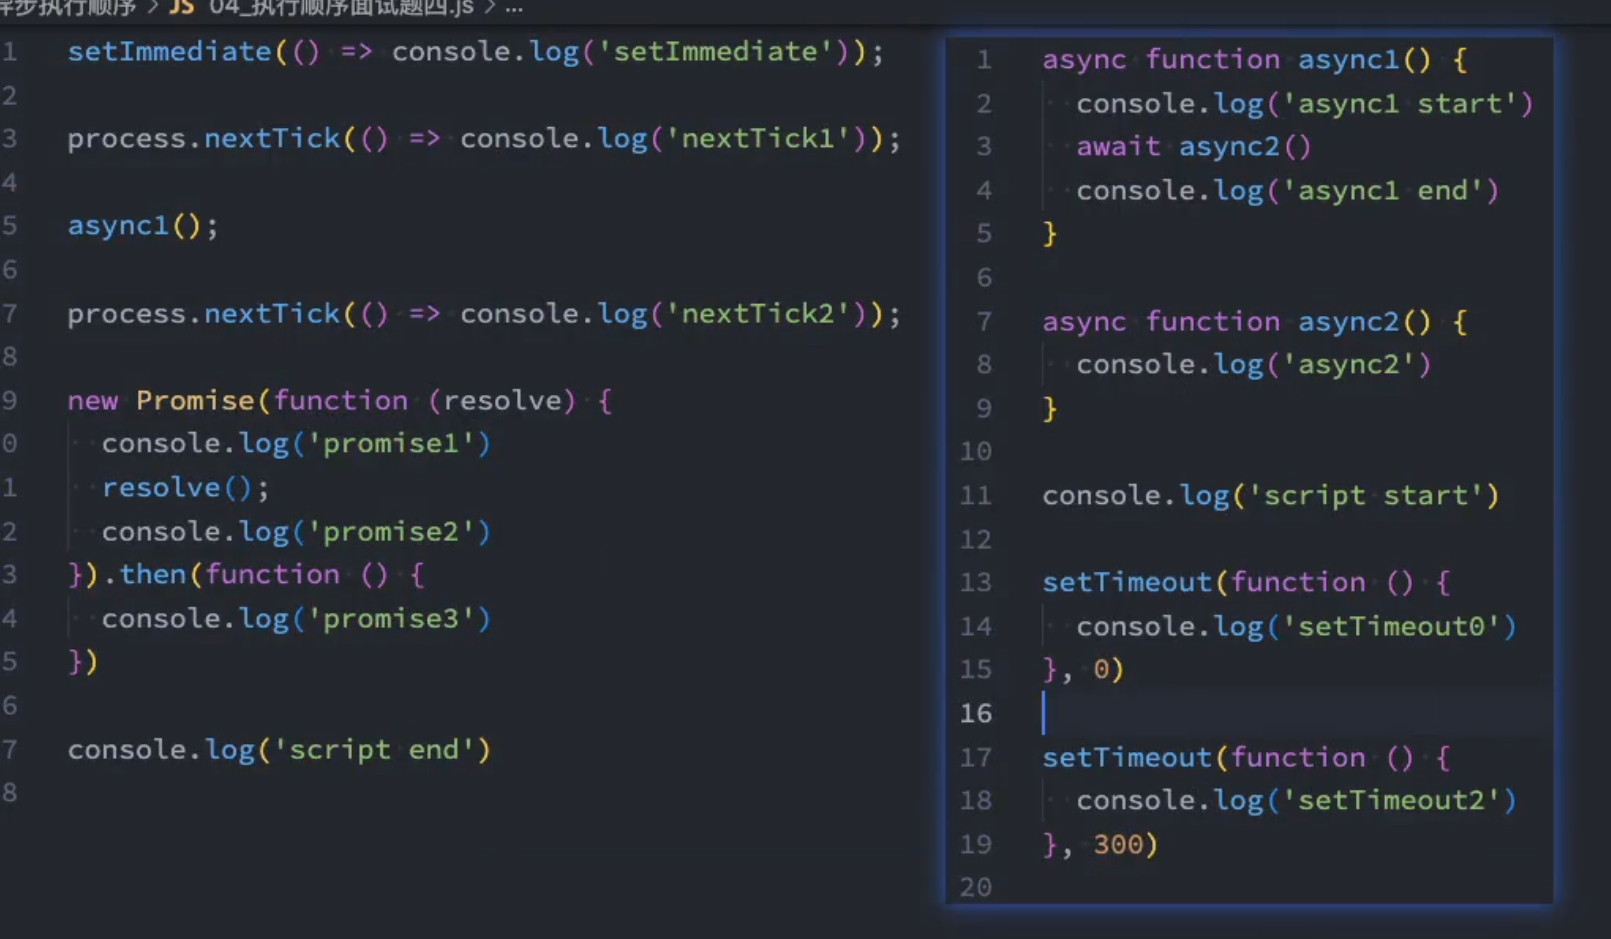 异步执行顺序 > JS 04_执行顺序面试题四.js > ...
1 setImmediate(() => console.log('setImmediate'));
2
3 process.nextTick(() => console.log('nextTick1'));
4
5 async1();
6
7 process.nextTick(() => console.log('nextTick2'));
8
9 new Promise(function (resolve) {
0 console.log('promise1')
1 resolve();
2 console.log('promise2')
3 }).then(function () {
4 console.log('promise3')
5 })
6
7 console.log('script end')
8
1 async function async1() {
2 console.log('async1 start')
3 await async2()
4 console.log('async1 end')
5 }
6
7 async function async2() {
8 console.log('async2')
9 }
10
11 console.log('script start')
12
13 setTimeout(function () {
14 console.log('setTimeout0')
15 }, 0)
16
17 setTimeout(function () {
18 console.log('setTimeout2')
19 }, 300)
20